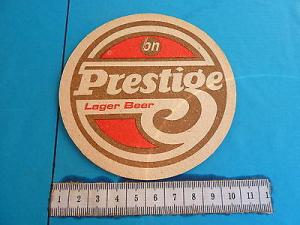 bn
Prestige
Lager Beer
1 2 3 4 5 6 7 8 9 10 11